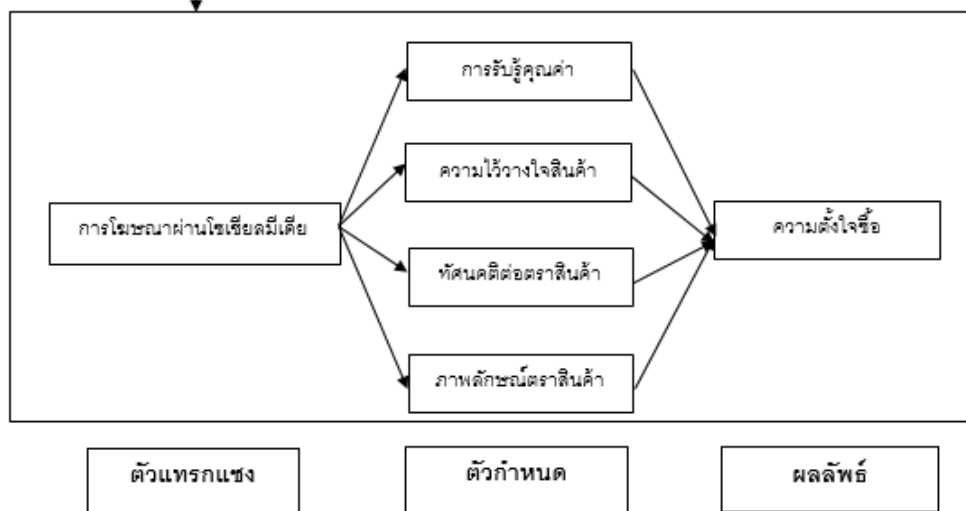 การรับรู้คุณค่า
ความไว้วางใจสินค้า
การโฆษณาผ่านโซเชียลมีเดีย
ความตั้งใจซื้อ
ทัศนคติต่อตราสินค้า
ภาพลักษณ์ตราสินค้า
ตัวแทรกแซง
ตัวกำหนด
ผลลัพธ์